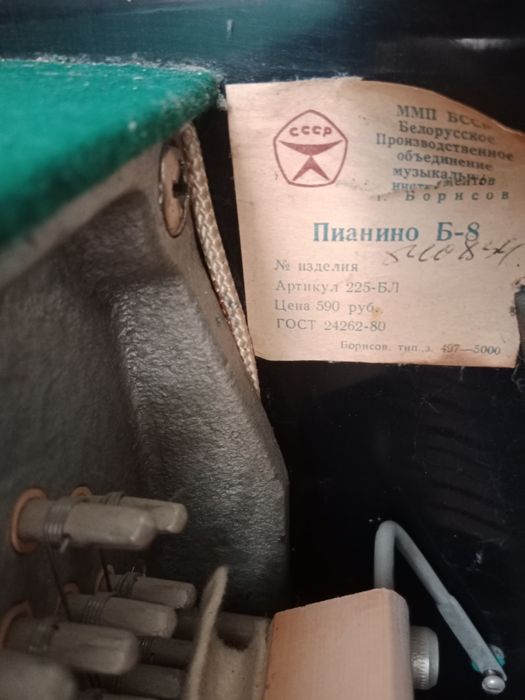 СССР
ММП БССР
Белорусское
Производственное
объединение
музыкальных
инструментов
г. Борисов
Пианино Б-8
№ изделия
Артикул 225-БЛ
Цена 590 руб.
ГОСТ 24262-80
Борисов, тип. з. 497—5000